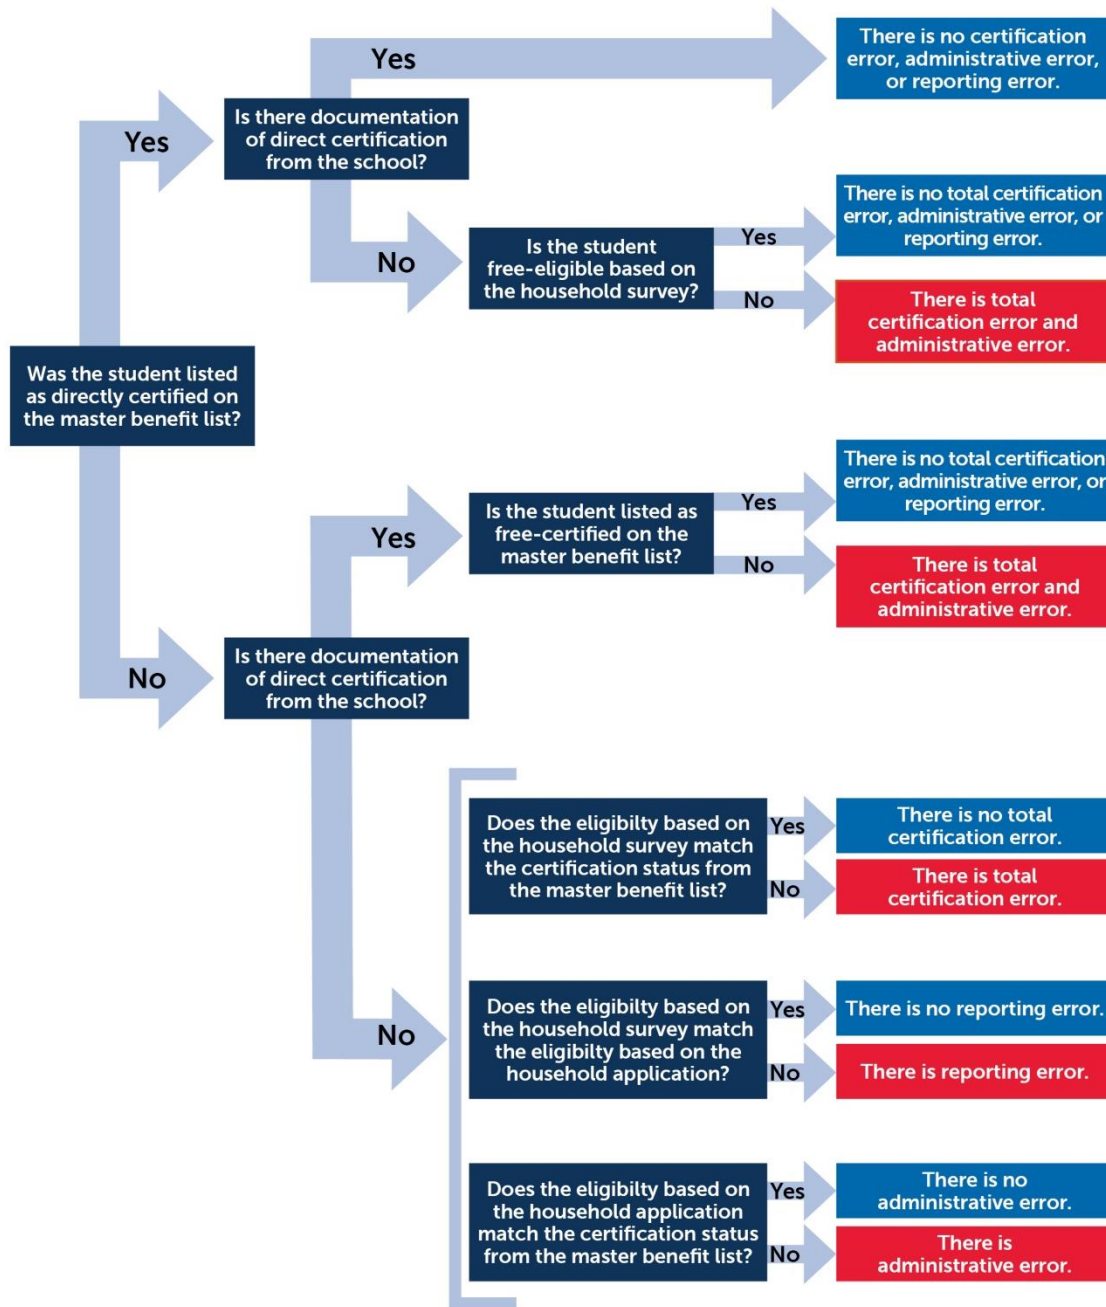 Yes
There is no certification
error, administrative error,
or reporting error.
Is there documentation
of direct certification
from the school?
Yes
No
Is the student
free-eligible based on
the household survey?
Yes
There is no total certification
error, administrative error, or
reporting error.
No
There is total
certification error and
administrative error.
Was the student listed
as directly certified on
the master benefit list?
No
Is there documentation
of direct certification
from the school?
Yes
Is the student listed as
free-certified on the
master benefit list?
Yes
There is no total certification
error, administrative error, or
reporting error.
No
There is total
certification error and
administrative error.
No
Does the eligibilty based on
the household survey match
the certification status from
the master benefit list?
Yes
There is no total
certification error.
No
There is total
certification error.
Does the eligibilty based on
the household survey match
the eligibilty based on the
household application?
Yes
There is no reporting error.
No
There is reporting error.
Does the eligibilty based on
the household application
match the certification status
from the master benefit list?
Yes
There is no
administrative error.
No
There is
administrative error.